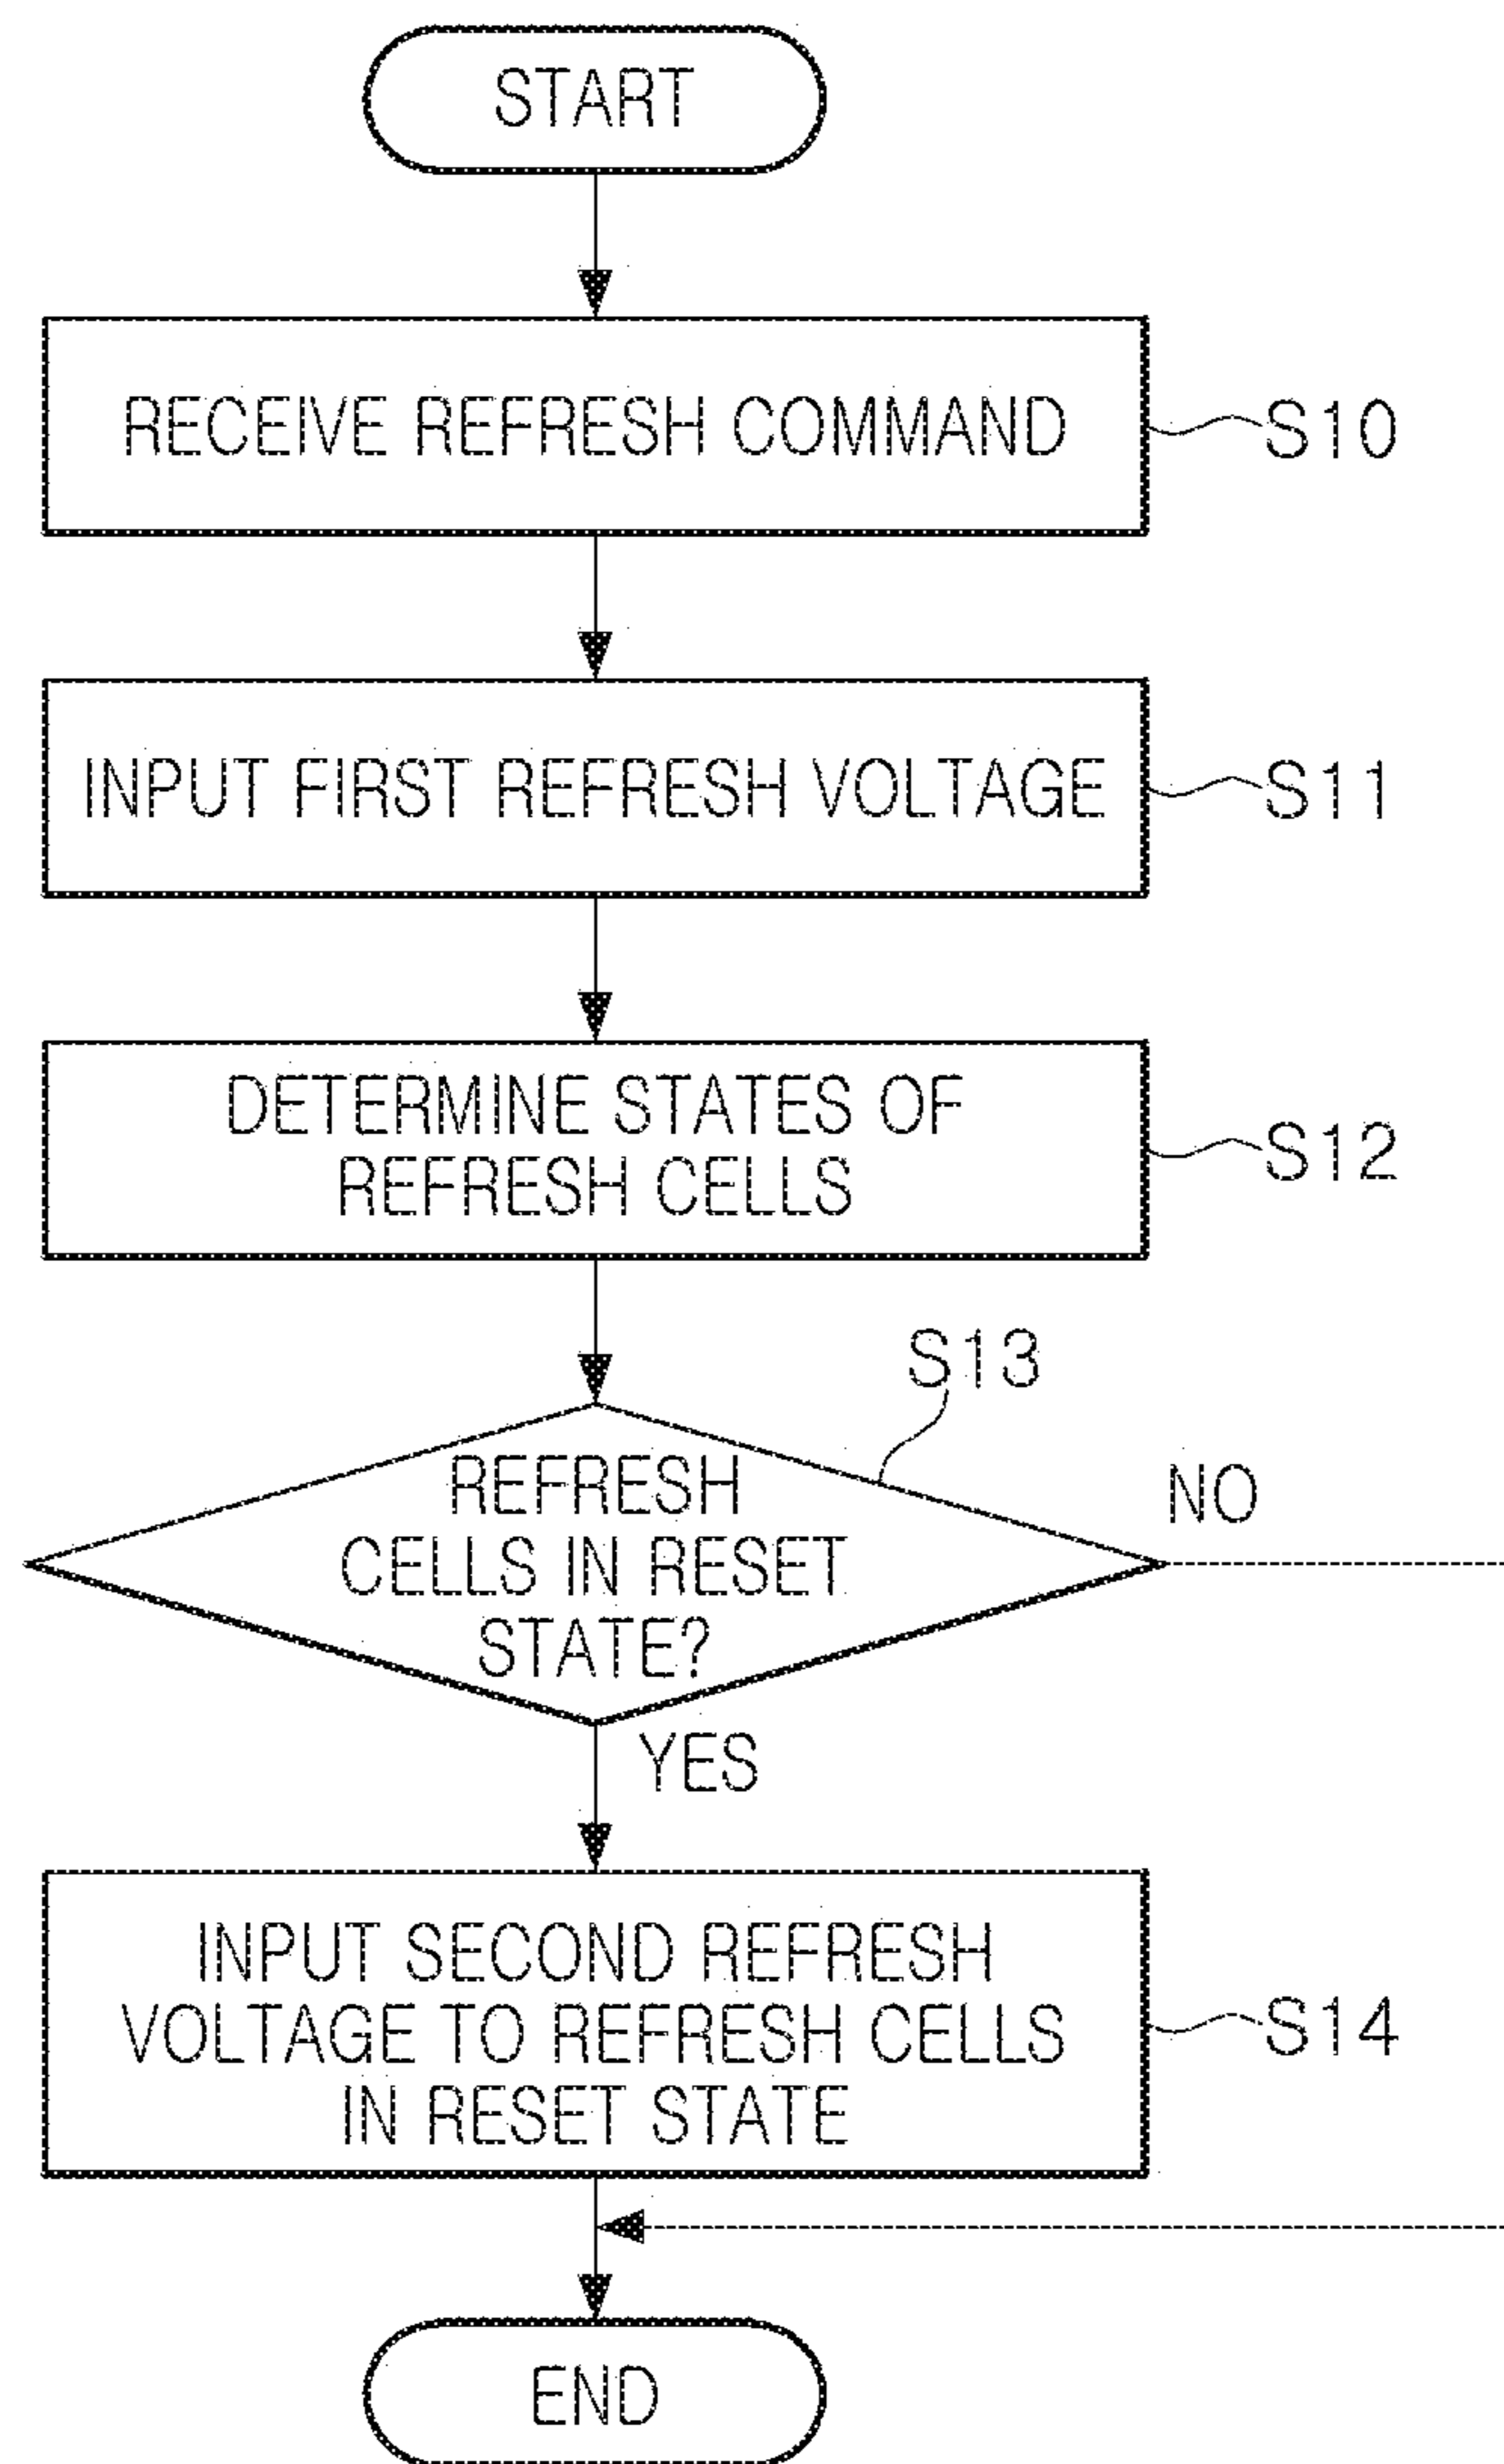 START
RECEIVE REFRESH COMMAND
S10
INPUT FIRST REFRESH VOLTAGE
S11
DETERMINE STATES OF
REFRESH CELLS
S12
S13
REFRESH
CELLS IN RESET
STATE?
NO
YES
INPUT SECOND REFRESH
VOLTAGE TO REFRESH CELLS
IN RESET STATE
S14
END